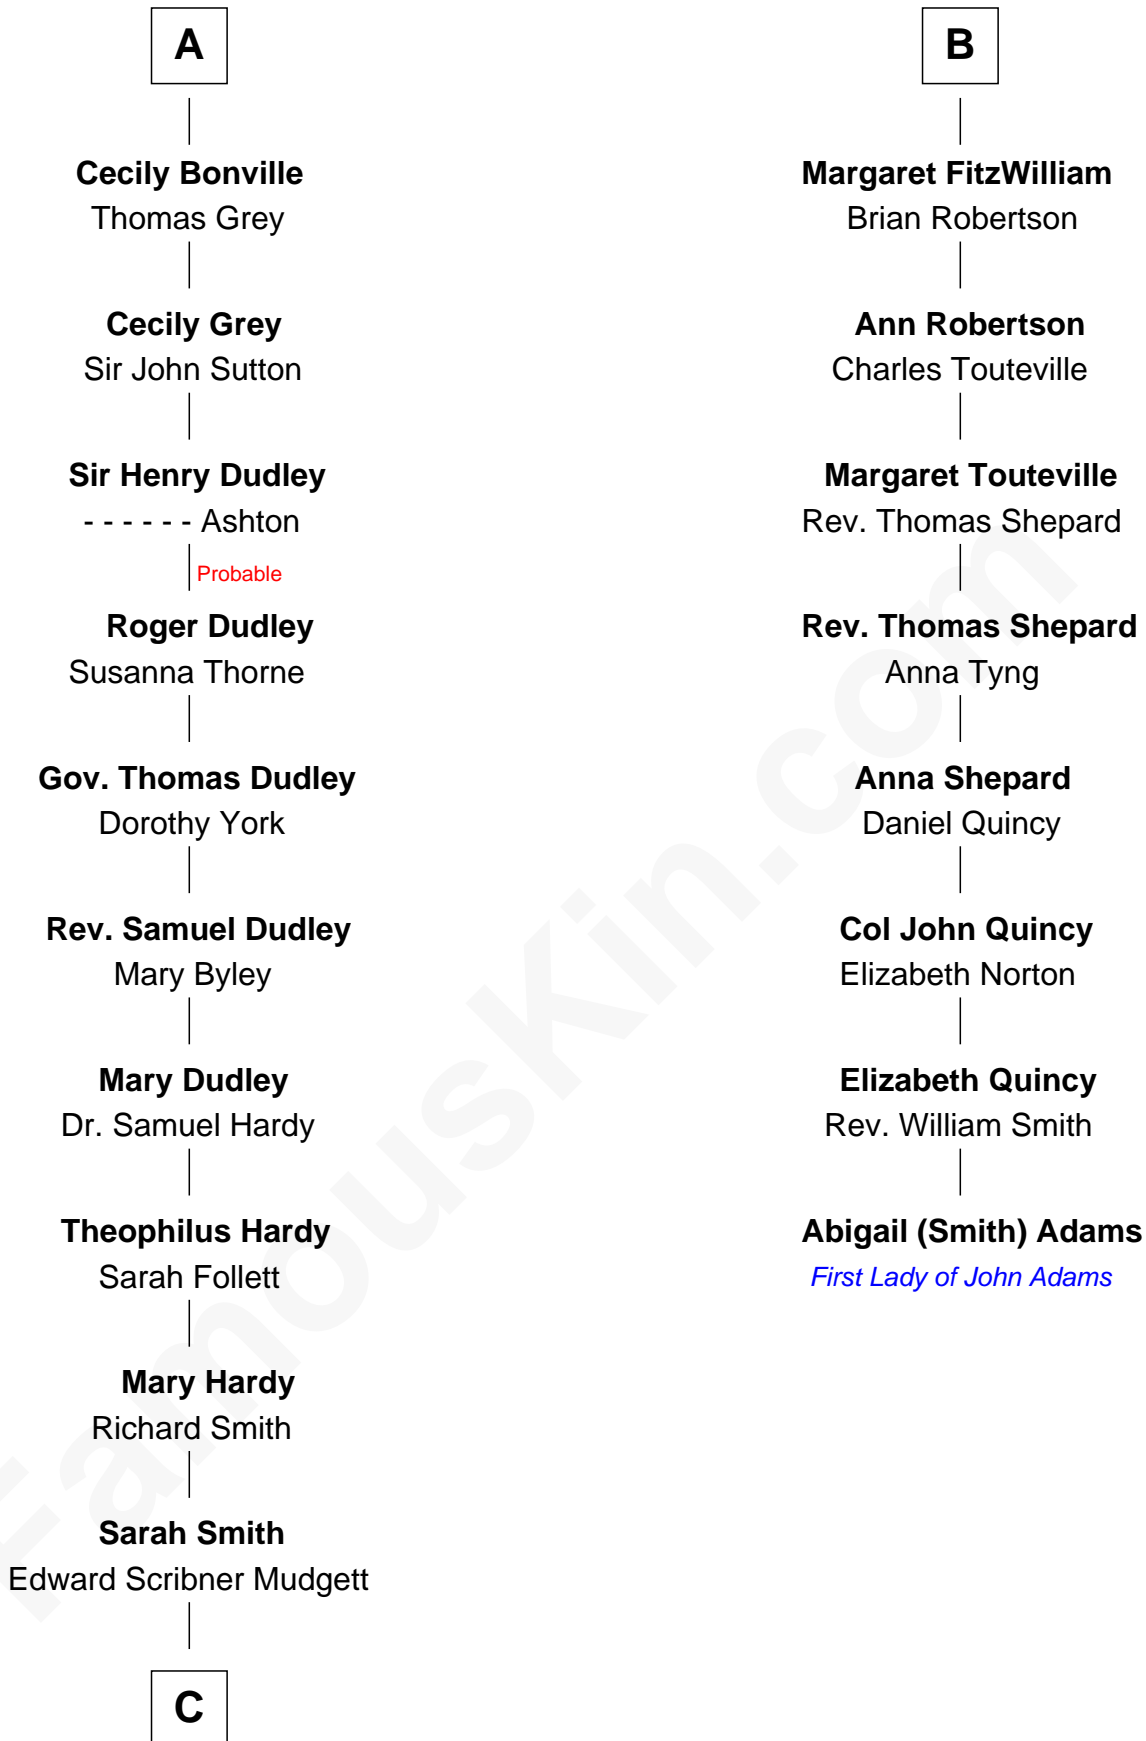 A
Cecily Bonville
Thomas Grey
Cecily Grey
Sir John Sutton
Sir Henry Dudley
- - - - - - Ashton
Probable
Roger Dudley
Susanna Thorne
Gov. Thomas Dudley
Dorothy York
Rev. Samuel Dudley
Mary Byley
Mary Dudley
Dr. Samuel Hardy
Theophilus Hardy
Sarah Follett
Mary Hardy
Richard Smith
Sarah Smith
Edward Scribner Mudgett
C
B
Margaret FitzWilliam
Brian Robertson
Ann Robertson
Charles Touteville
Margaret Touteville
Rev. Thomas Shepard
Rev. Thomas Shepard
Anna Tyng
Anna Shepard
Daniel Quincy
Col John Quincy
Elizabeth Norton
Elizabeth Quincy
Rev. William Smith
Abigail (Smith) Adams
First Lady of John Adams
FamousKin.com